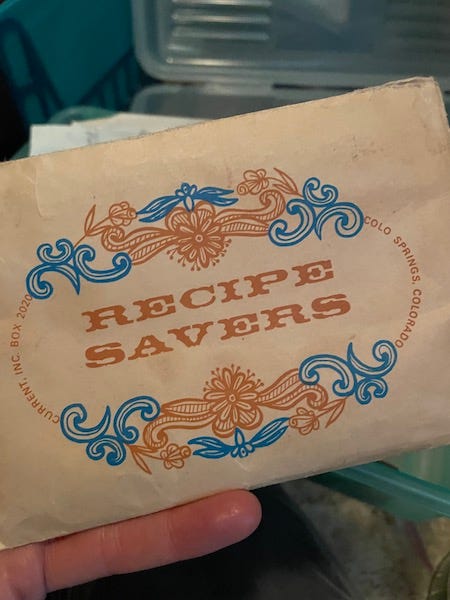 RECIPE
SAVERS
CURRENT, INC. BOX 2020
COLO SPRINGS, COLORADO